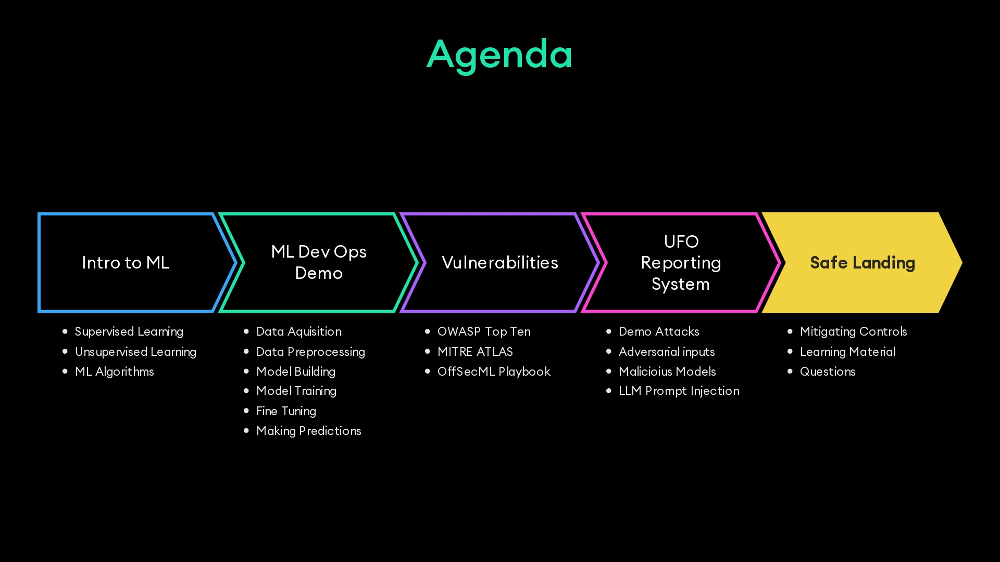 Agenda
Intro to ML
Supervised Learning
Unsupervised Learning
ML Algorithms
ML Dev Ops
Demo
Data Aquisition
Data Preprocessing
Model Building
Model Training
Fine Tuning
Making Predictions
Vulnerabilities
OWASP Top Ten
MITRE ATLAS
OffSecML Playbook
UFO
Reporting
System
Demo Attacks
Adversarial inputs
Malicioius Models
LLM Prompt Injection
Safe Landing
Mitigating Controls
Learning Material
Questions